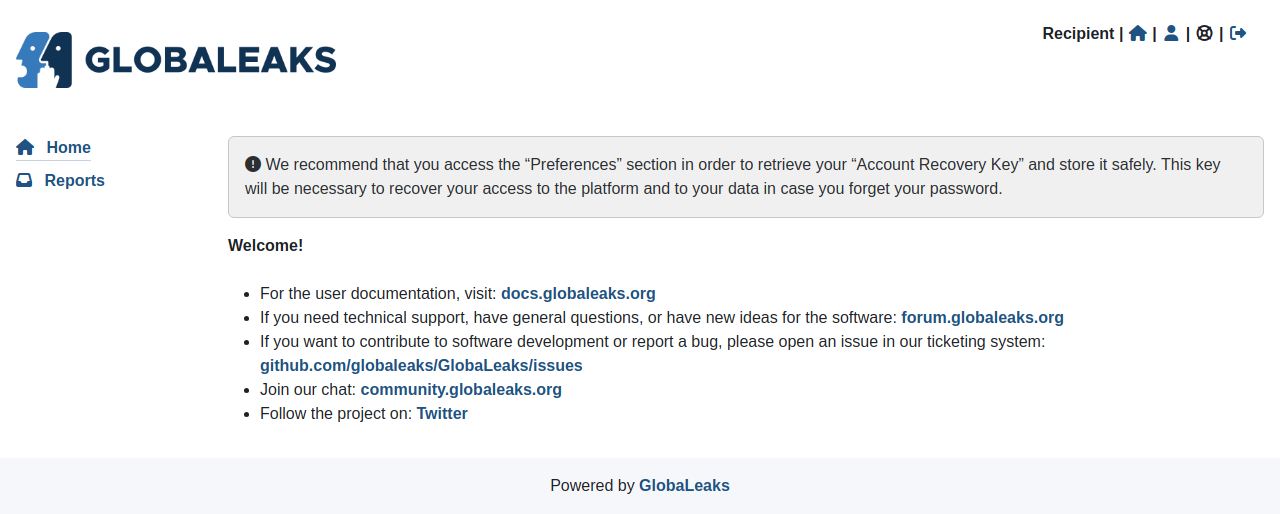 GLOBALEAKS
Recipient | | | |
Home
Reports
We recommend that you access the “Preferences” section in order to retrieve your “Account Recovery Key” and store it safely. This key
will be necessary to recover your access to the platform and to your data in case you forget your password.
Welcome!
For the user documentation, visit: docs.globaleaks.org
If you need technical support, have general questions, or have new ideas for the software: forum.globaleaks.org
If you want to contribute to software development or report a bug, please open an issue in our ticketing system:
github.com/globaleaks/GlobaLeaks/issues
Join our chat: community.globaleaks.org
Follow the project on: Twitter
Powered by GlobaLeaks